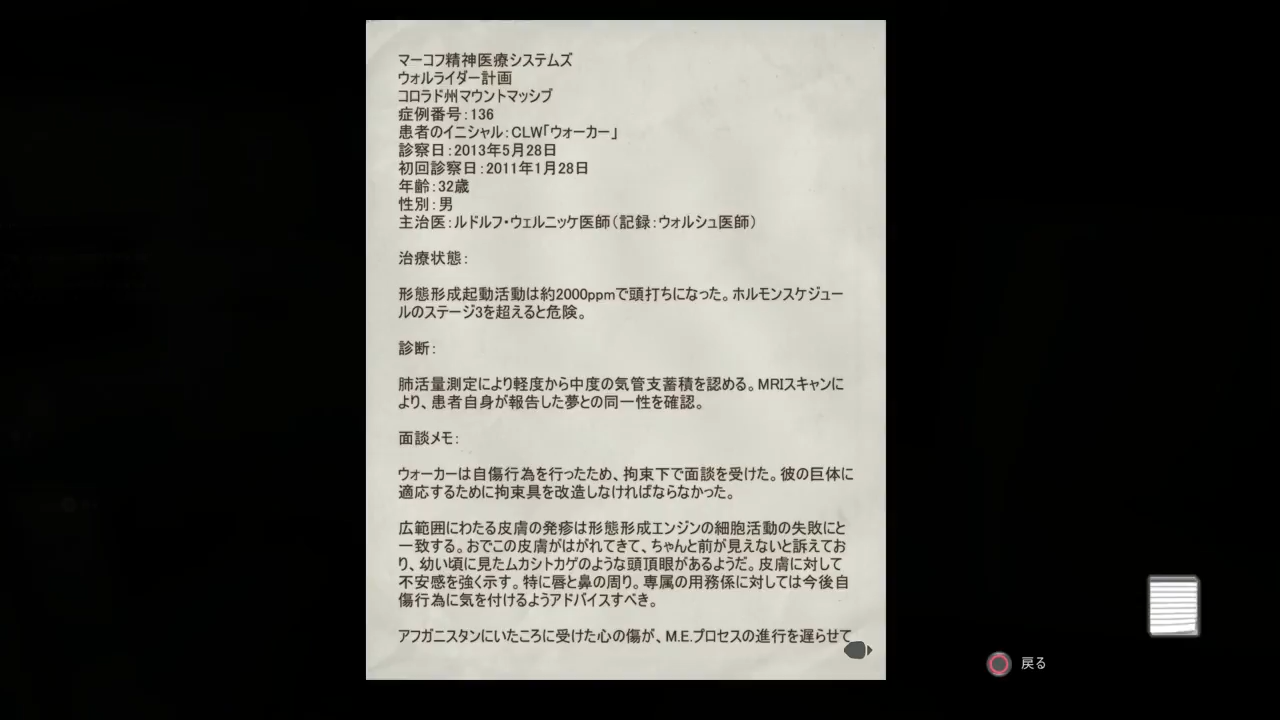 マーコフ精神医療システムズ
ウォルライダー計画
コロラド州マウントマッシブ
症例番号：136
患者のイニシャル：CLW「ウォーカー」
診察日：2013年5月28日
初回診察日：2011年1月28日
年齢：32歳
性別：男
主治医：ルドルフ・ウェルニッケ医師（記録：ウォルシュ医師）
治療状態：
形態形成起動活動は約2000ppmで頭打ちになった。ホルモンスケジュー
ルのステージ3を超えると危険。
診断：
肺活量測定により軽度から中度の気管支蓄積を認める。MRIスキャンに
より、患者自身が報告した夢との同一性を確認。
面談メモ：
ウォーカーは自傷行為を行ったため、拘束下で面談を受けた。彼の巨体に
適応するために拘束具を改造しなければならなかった。
広範囲にわたる皮膚の発疹は形態形成エンジンの細胞活動の失敗にと
一致する。おでこの皮膚がはがれてきて、ちゃんと前が見えないと訴えてお
り、幼い頃に見たムカシトカゲのような頭頂眼があるようだ。皮膚に対して
不安感を強く示す。特に唇と鼻の周り。専属の用務係に対しては今後自
傷行為に気を付けるようアドバイスすべき。
アフガニスタンにいたころに受けた心の傷が、M.E.プロセスの進行を遅らせて
戻る